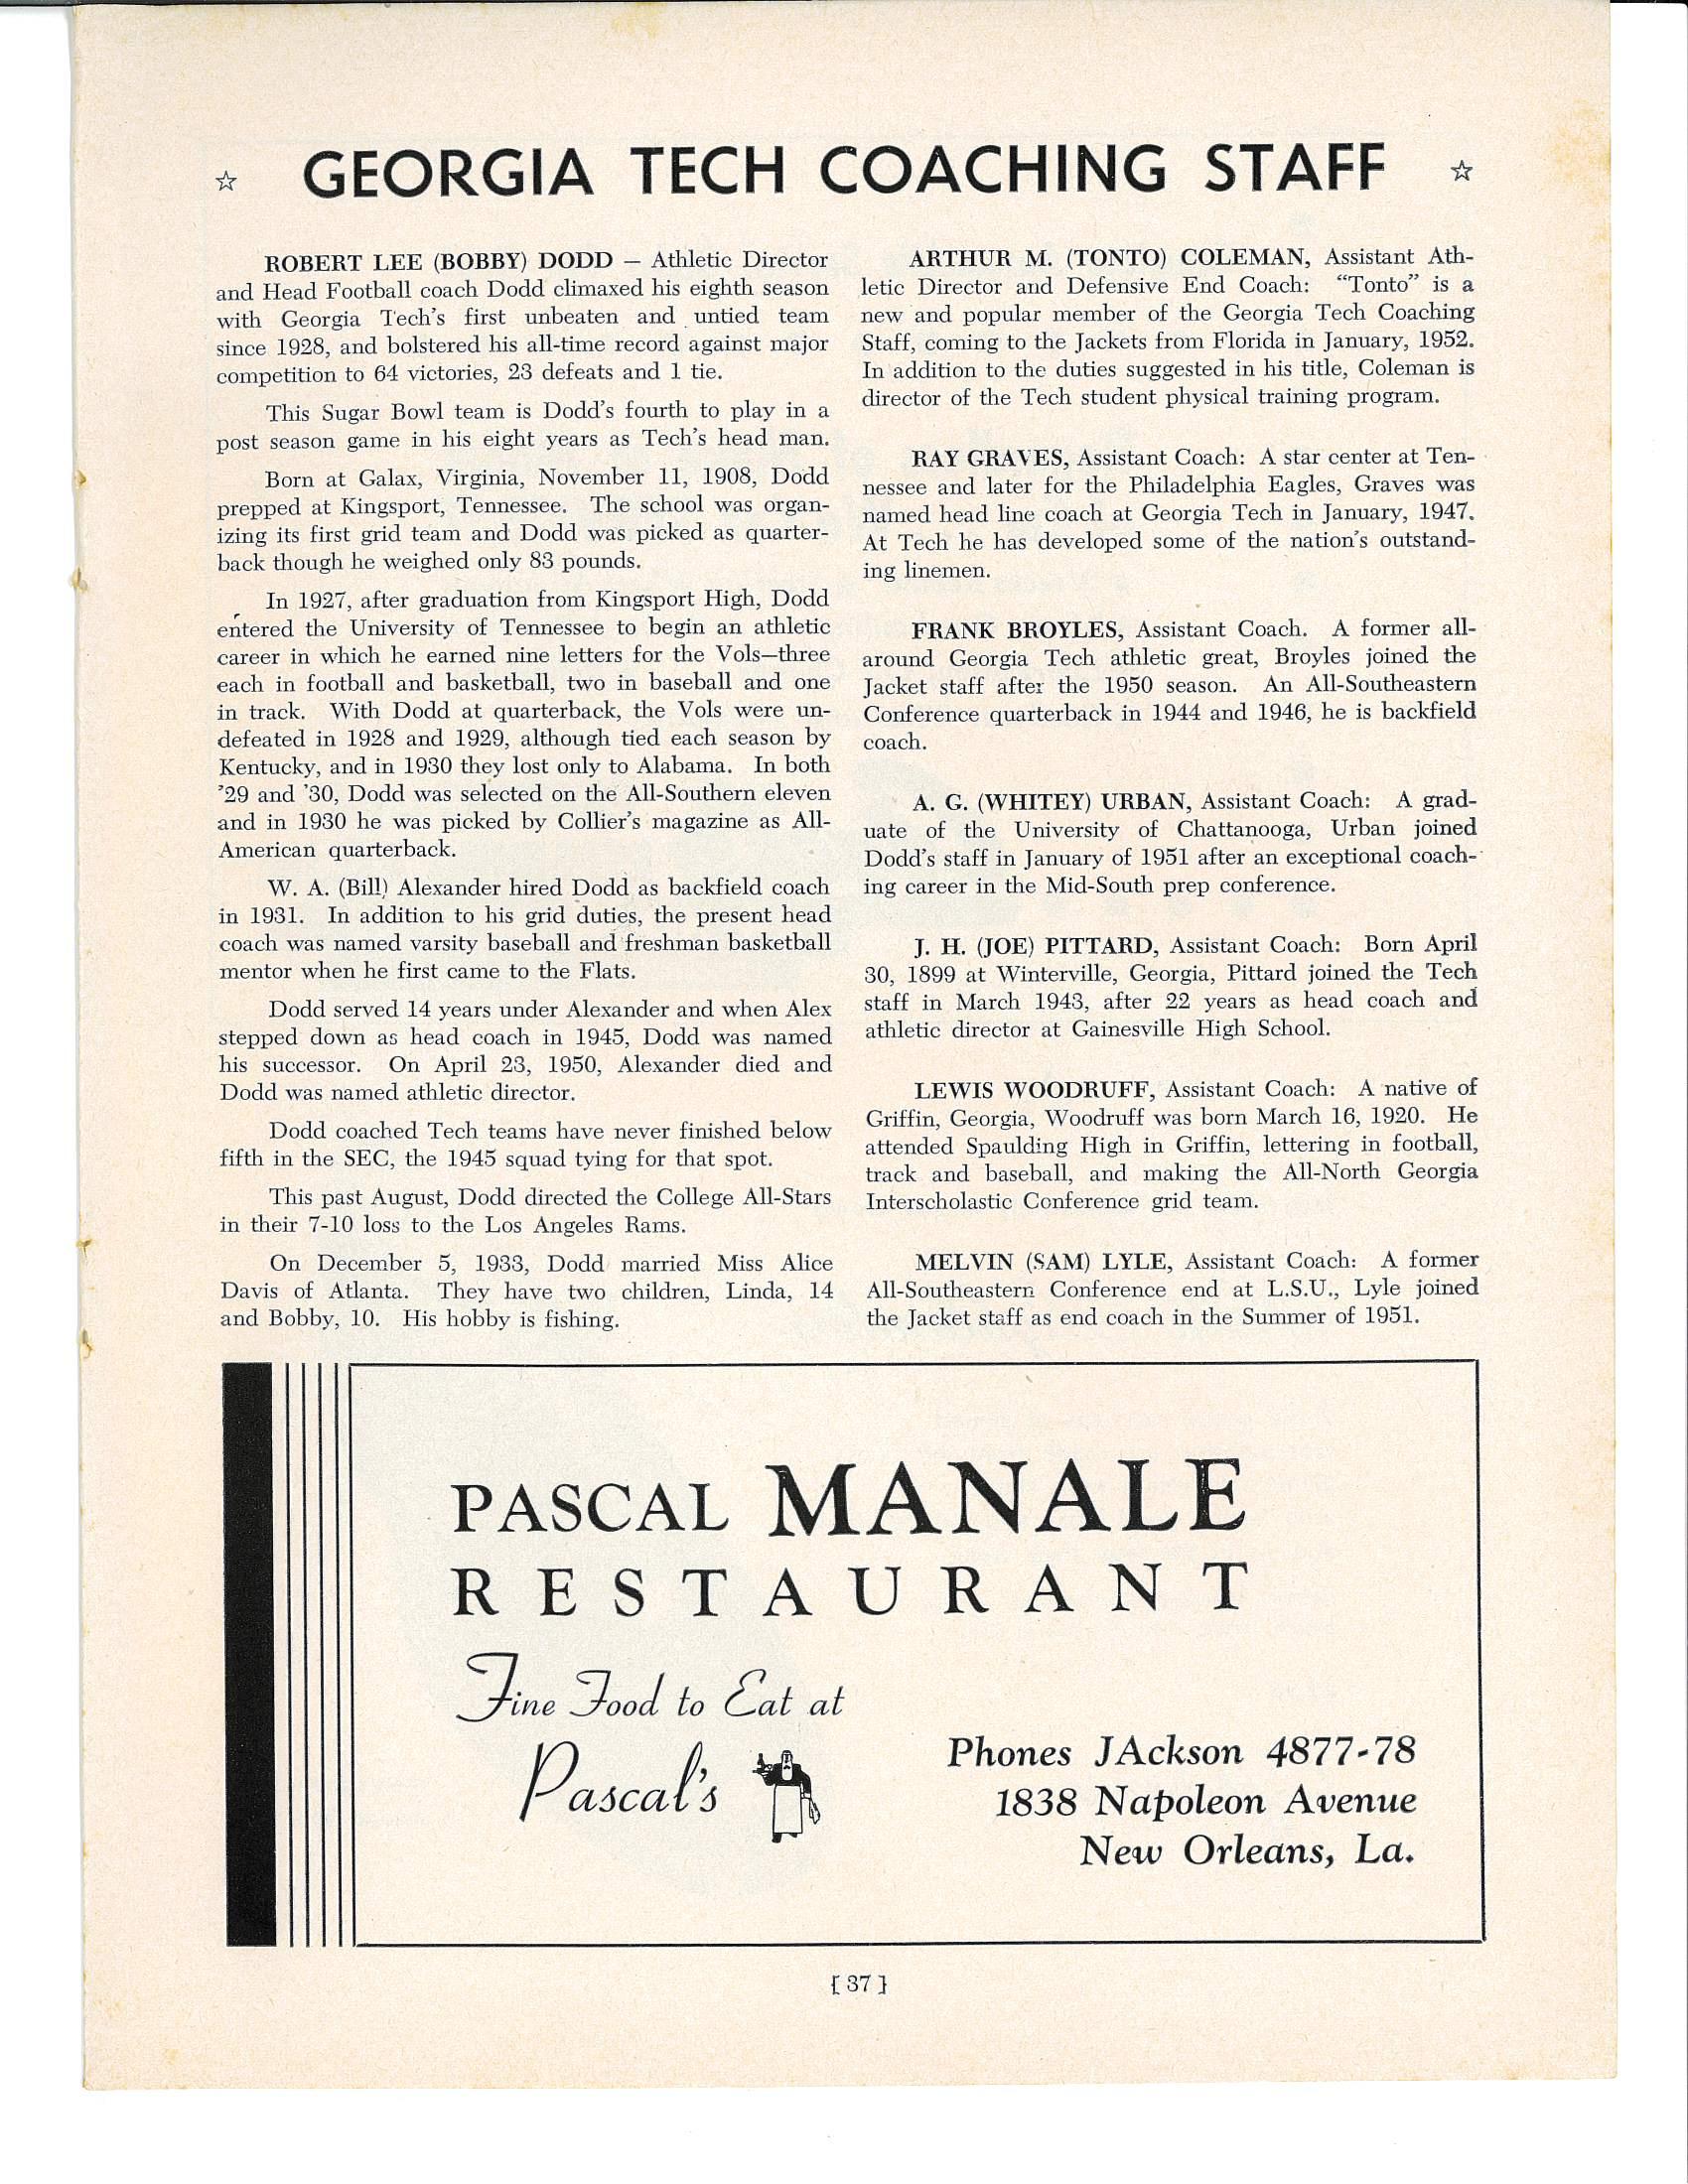 ☆ GEORGIA TECH COACHING STAFF ☆
ROBERT LEE (BOBBY) DODD — Athletic Director
and Head Football coach Dodd climaxed his eighth season
with Georgia Tech's first unbeaten and untied team
since 1928, and bolstered his all-time record against major
competition to 64 victories, 23 defeats and 1 tie.
This Sugar Bowl team is Dodd's fourth to play in a
post season game in his eight years as Tech's head man.
Born at Galax, Virginia, November 11, 1908, Dodd
prepped at Kingsport, Tennessee. The school was organ-
izing its first grid team and Dodd was picked as quarter-
back though he weighed only 83 pounds.
In 1927, after graduation from Kingsport High, Dodd
entered the University of Tennessee to begin an athletic
career in which he earned nine letters for the Vols—three
each in football and basketball, two in baseball and one
in track. With Dodd at quarterback, the Vols were un-
defeated in 1928 and 1929, although tied each season by
Kentucky, and in 1930 they lost only to Alabama. In both
'29 and '30, Dodd was selected on the All-Southern eleven
and in 1930 he was picked by Collier's magazine as All-
American quarterback.
W. A. (Bill) Alexander hired Dodd as backfield coach
in 1931. In addition to his grid duties, the present head
coach was named varsity baseball and freshman basketball
mentor when he first came to the Flats.
Dodd served 14 years under Alexander and when Alex
stepped down as head coach in 1945, Dodd was named
his successor. On April 23, 1950, Alexander died and
Dodd was named athletic director.
Dodd coached Tech teams have never finished below
fifth in the SEC, the 1945 squad tying for that spot.
This past August, Dodd directed the College All-Stars
in their 7-10 loss to the Los Angeles Rams.
On December 5, 1933, Dodd married Miss Alice
Davis of Atlanta. They have two children, Linda, 14
and Bobby, 10. His hobby is fishing.
ARTHUR M. (TONTO) COLEMAN, Assistant Ath-
letic Director and Defensive End Coach: "Tonto" is a
new and popular member of the Georgia Tech Coaching
Staff, coming to the Jackets from Florida in January, 1952.
In addition to the duties suggested in his title, Coleman is
director of the Tech student physical training program.
RAY GRAVES, Assistant Coach: A star center at Ten-
nessee and later for the Philadelphia Eagles, Graves was
named head line coach at Georgia Tech in January, 1947.
At Tech he has developed some of the nation's outstand-
ing linemen.
FRANK BROYLES, Assistant Coach. A former all-
around Georgia Tech athletic great, Broyles joined the
Jacket staff after the 1950 season. An All-Southeastern
Conference quarterback in 1944 and 1946, he is backfield
coach.
A. G. (WHITEY) URBAN, Assistant Coach: A grad-
uate of the University of Chattanooga, Urban joined
Dodd's staff in January of 1951 after an exceptional coach-
ing career in the Mid-South prep conference.
J. H. (JOE) PITTARD, Assistant Coach: Born April
30, 1899 at Winterville, Georgia, Pittard joined the Tech
staff in March 1943, after 22 years as head coach and
athletic director at Gainesville High School.
LEWIS WOODRUFF, Assistant Coach: A native of
Griffin, Georgia, Woodruff was born March 16, 1920. He
attended Spaulding High in Griffin, lettering in football,
track and baseball, and making the All-North Georgia
Interscholastic Conference grid team.
MELVIN (SAM) LYLE, Assistant Coach: A former
All-Southeastern Conference end at L.S.U., Lyle joined
the Jacket staff as end coach in the Summer of 1951.
PASCAL MANALE
RESTAURANT
Fine Food to Eat at
Pascal's
Phones JAckson 4877-78
1838 Napoleon Avenue
New Orleans, La.
[ 37 ]